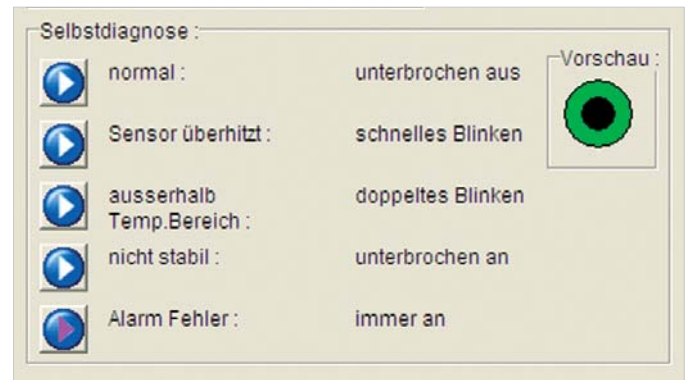 Selbstdiagnose :
Vorschau :
normal : unterbrochen aus
Sensor überhitzt : schnelles Blinken
ausserhalb doppeltes Blinken
Temp.Bereich :
nicht stabil : unterbrochen an
Alarm Fehler : immer an